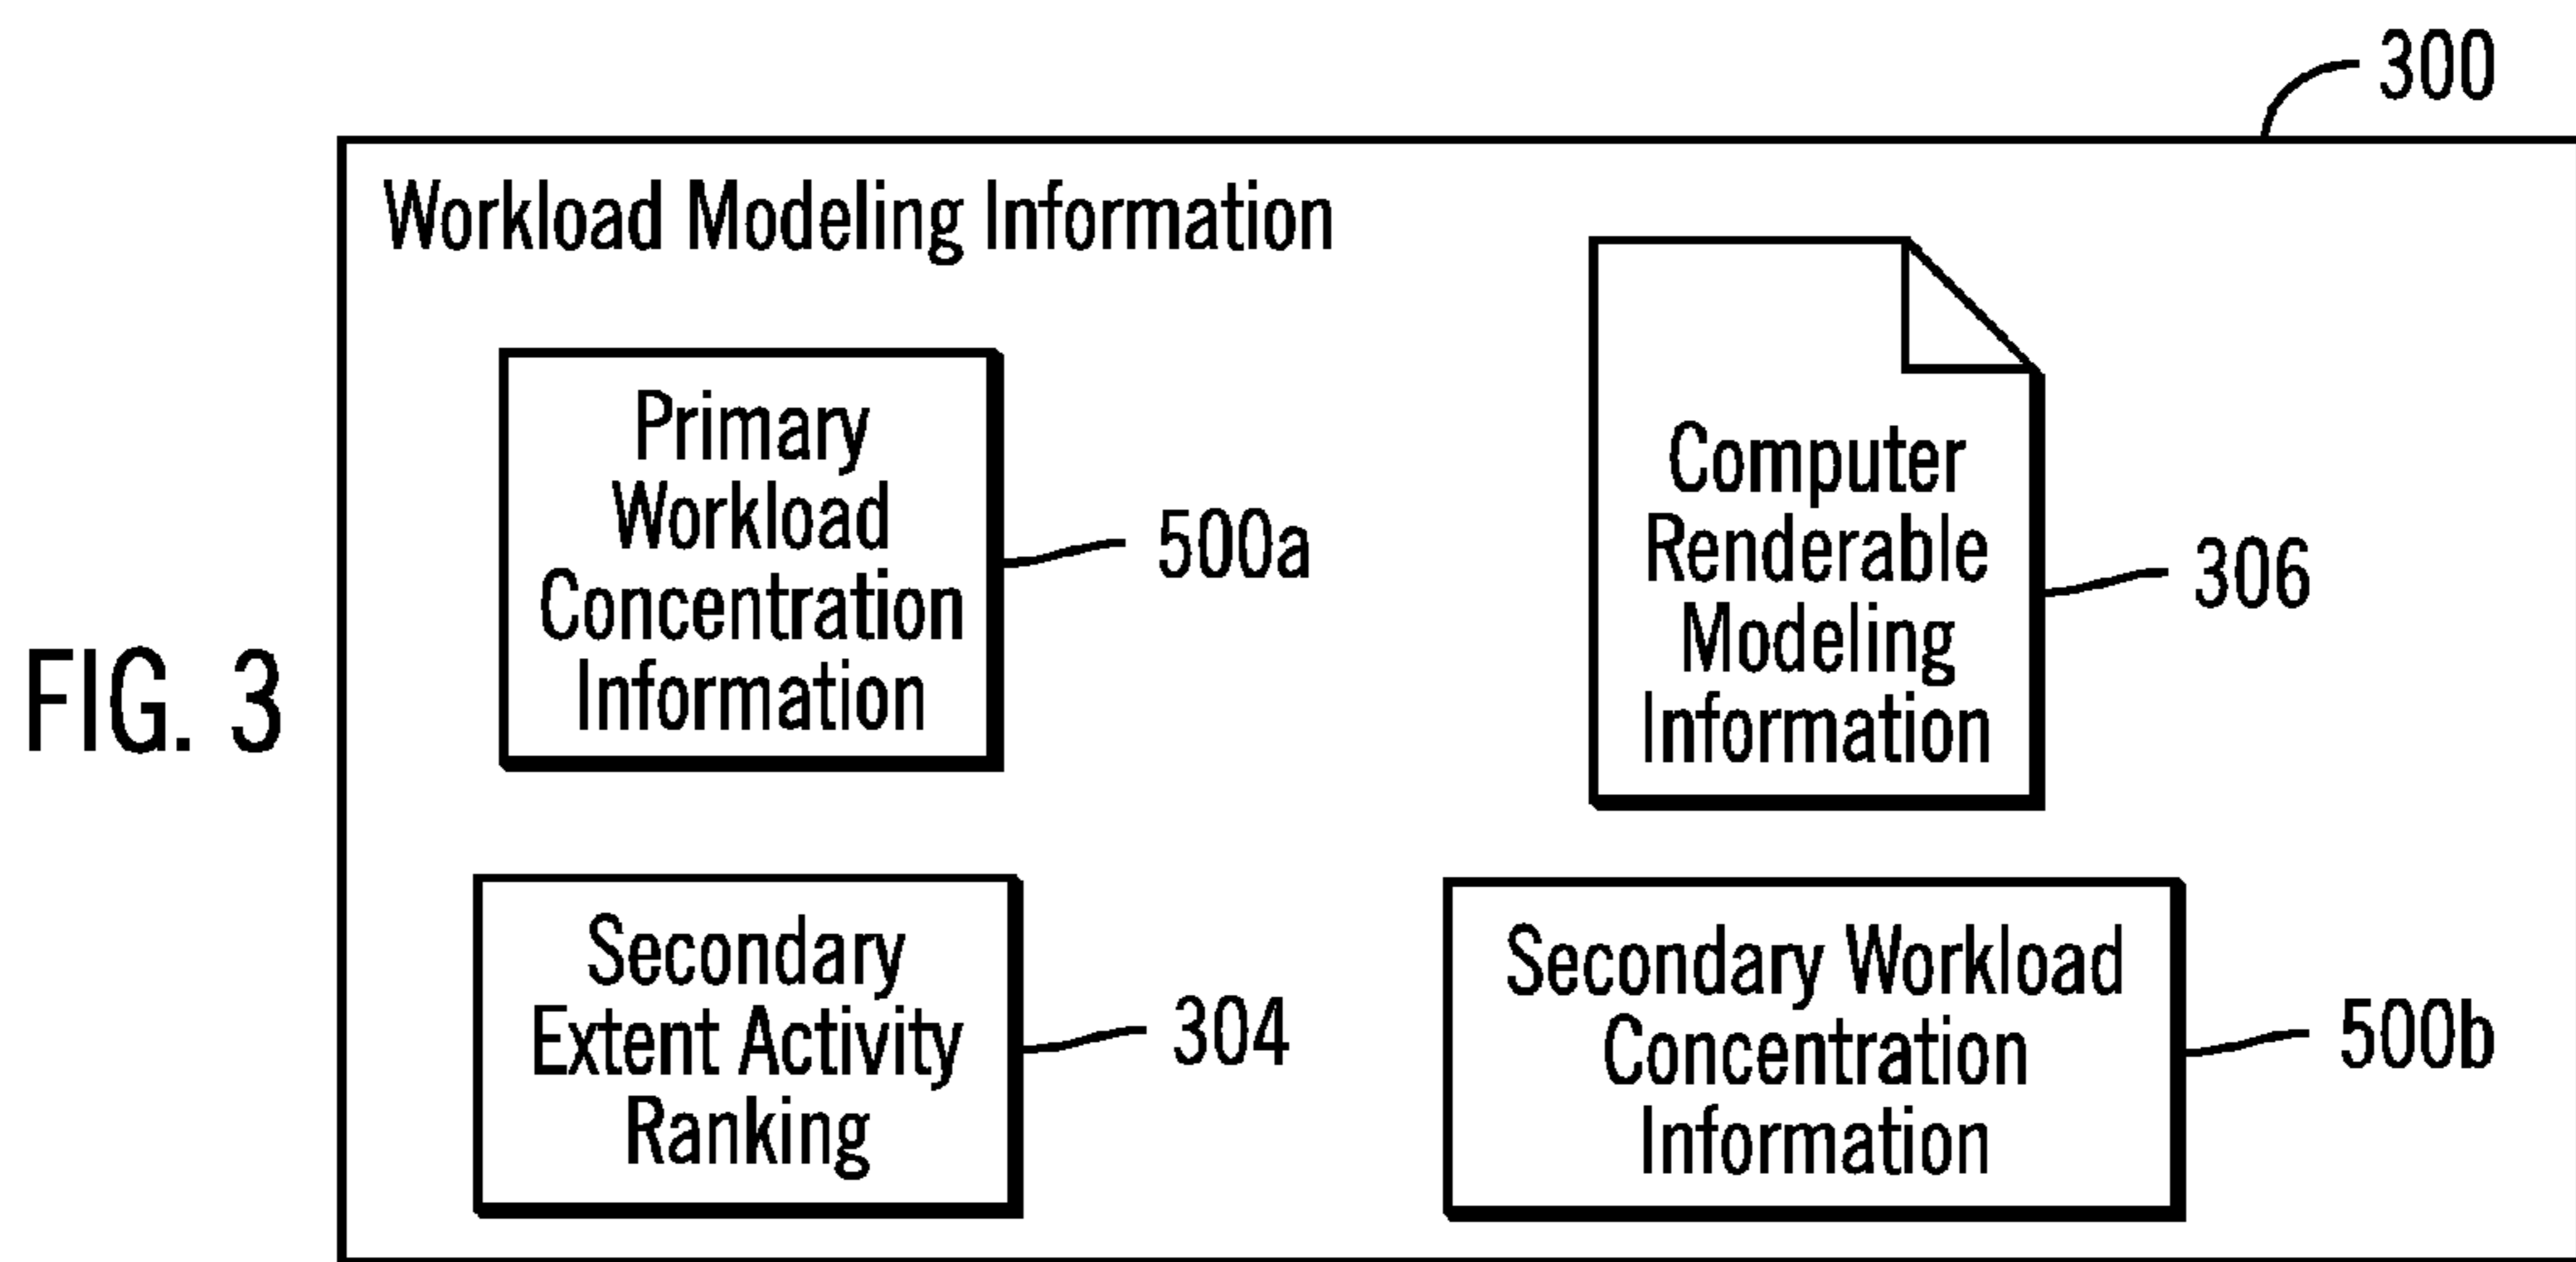 300
Workload Modeling Information
Primary
Workload
Concentration
Information
500a
Computer
Renderable
Modeling
Information
306
FIG. 3
Secondary
Extent Activity
Ranking
304
Secondary Workload
Concentration
Information
500b